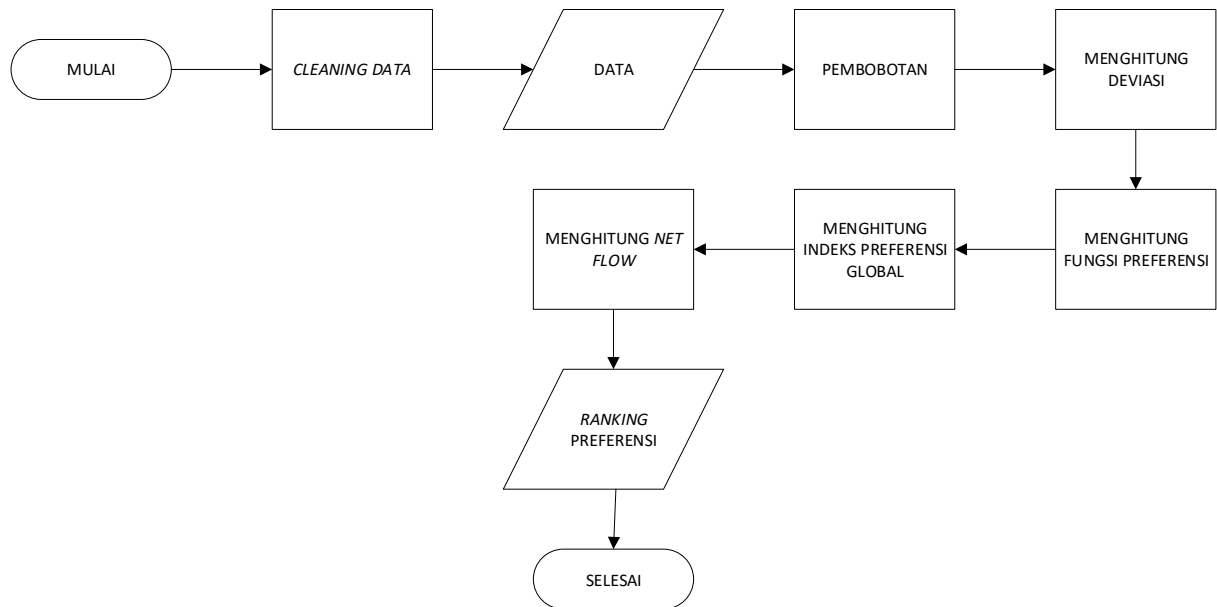 MULAI
CLEANING DATA
DATA
PEMBOBOTAN
MENGHITUNG
DEVIASI
MENGHITUNG
FUNGSI PREFERENSI
MENGHITUNG
INDEKS PREFERENSI
GLOBAL
MENGHITUNG NET
FLOW
RANKING
PREFERENSI
SELESAI